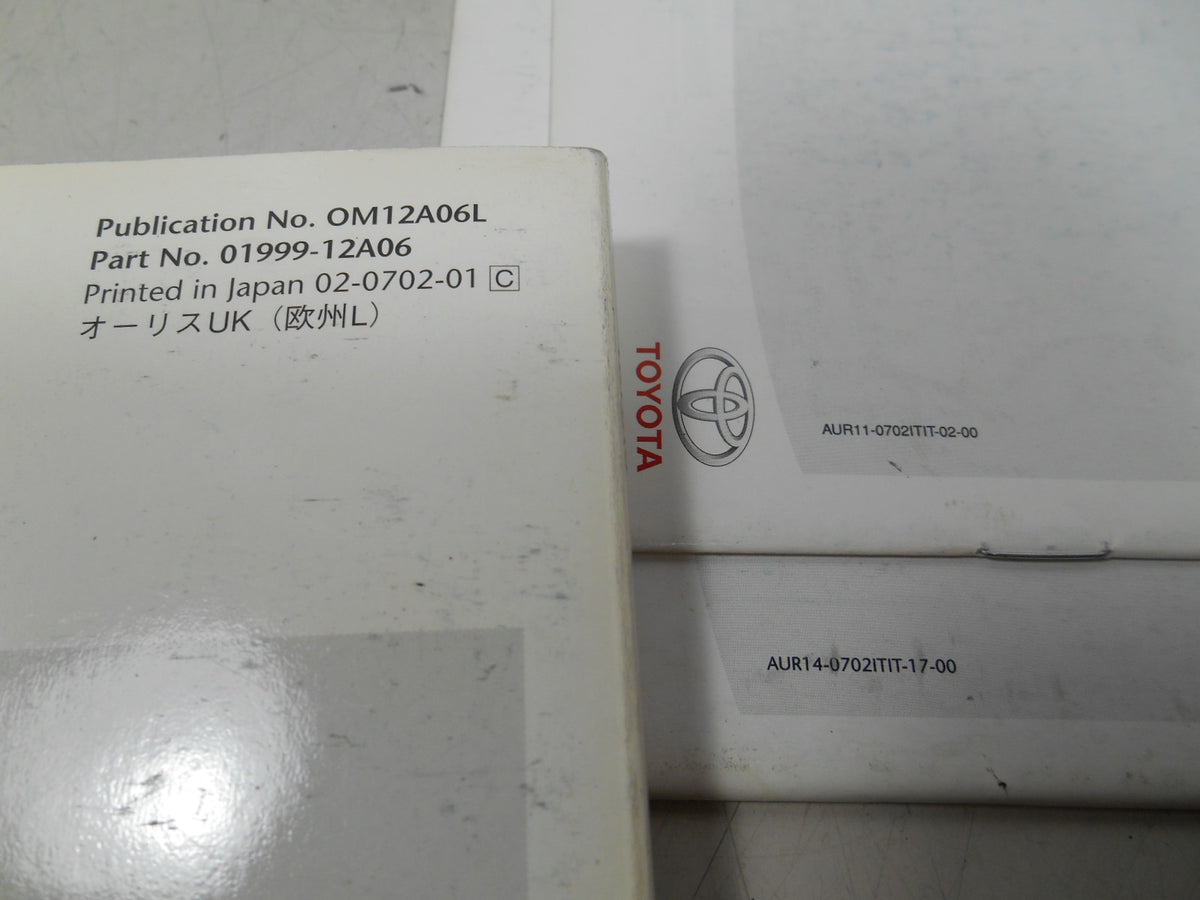 Publication No. OM12A06L
Part No. 01999-12A06
Printed in Japan 02-0702-01 C
オーリスUK（欧州L）
TOYOTA
AUR11-0702ITIT-02-00
AUR14-0702ITIT-17-00